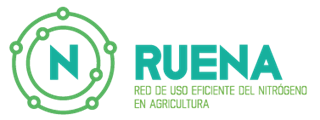 N
RUENA
RED DE USO EFICIENTE DEL NITRÓGENO
EN AGRICULTURA